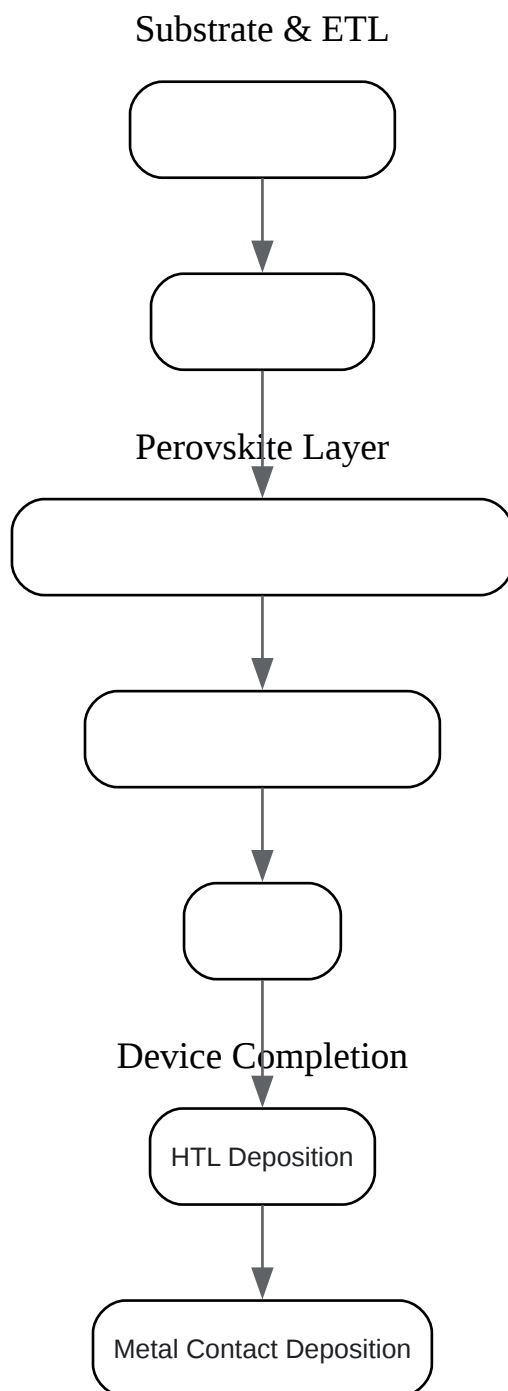 Substrate & ETL
Perovskite Layer
Device Completion
HTL Deposition
Metal Contact Deposition